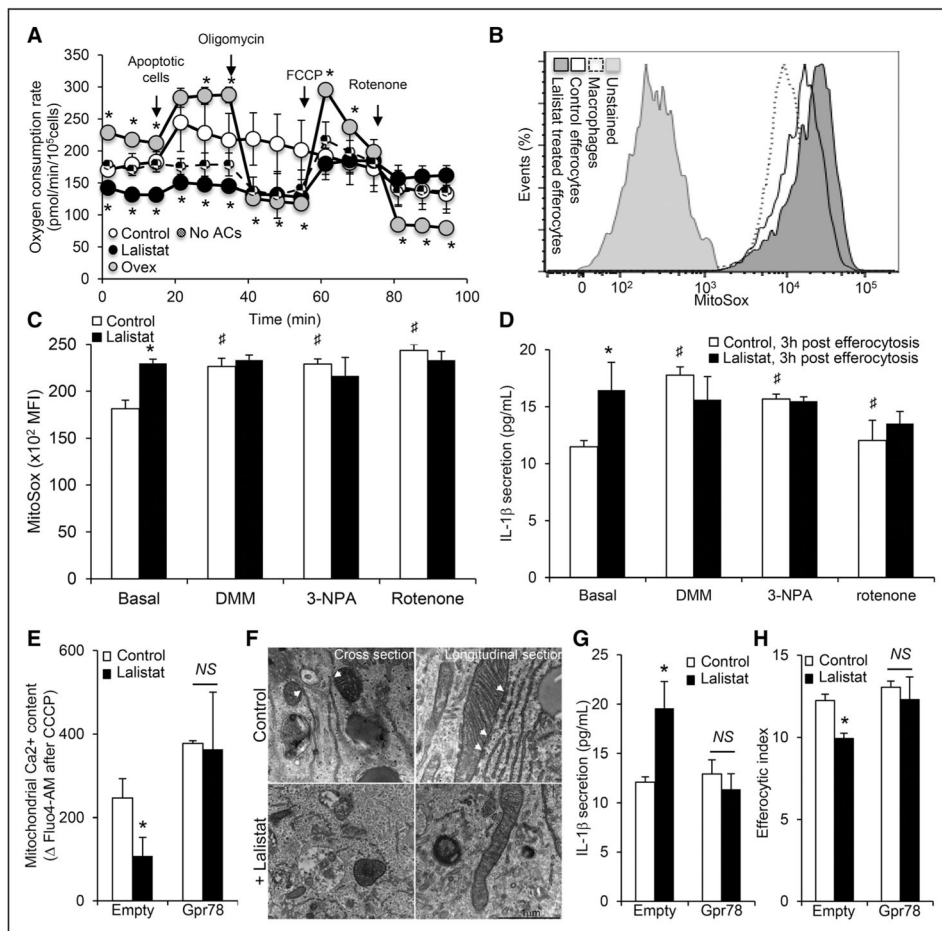 A
Oligomycin
Apoptotic
cells
FCCP
Rotenone
Oxygen consumption rate
(pmol/min/10⁵cells)
350
300
250
200
150
100
50
0
0 20 40 60 80 100
Time (min)
Control
No ACs
Lalistat
Ovex
B
Events (%)
Lalistat treated efferocytes
Control efferocytes
Macrophages
Unstained
0 10² 10³ 10⁴ 10⁵
MitoSox
C
Control
Lalistat
MitoSox (x10² MFI)
250
200
150
100
50
0
* ♯ ♯ ♯
Basal DMM 3-NPA Rotenone
D
Control, 3h post efferocytosis
Lalistat, 3h post efferocytosis
IL-1β secretion (pg/mL)
20
15
10
5
0
* ♯ ♯ ♯
Basal DMM 3-NPA rotenone
E
Control
Lalistat
Mitochondrial Ca2+ content
(Δ Fluo4-AM after CCCP)
600
400
200
0
* NS
Empty Gpr78
F
Cross section
Longitudinal section
Control
+ Lalistat
G
Control
Lalistat
IL-1β secretion (pg/mL)
25
20
15
10
5
0
* NS
Empty Gpr78
H
Control
Lalistat
Efferocytic index
15
10
5
0
* NS
Empty Gpr78